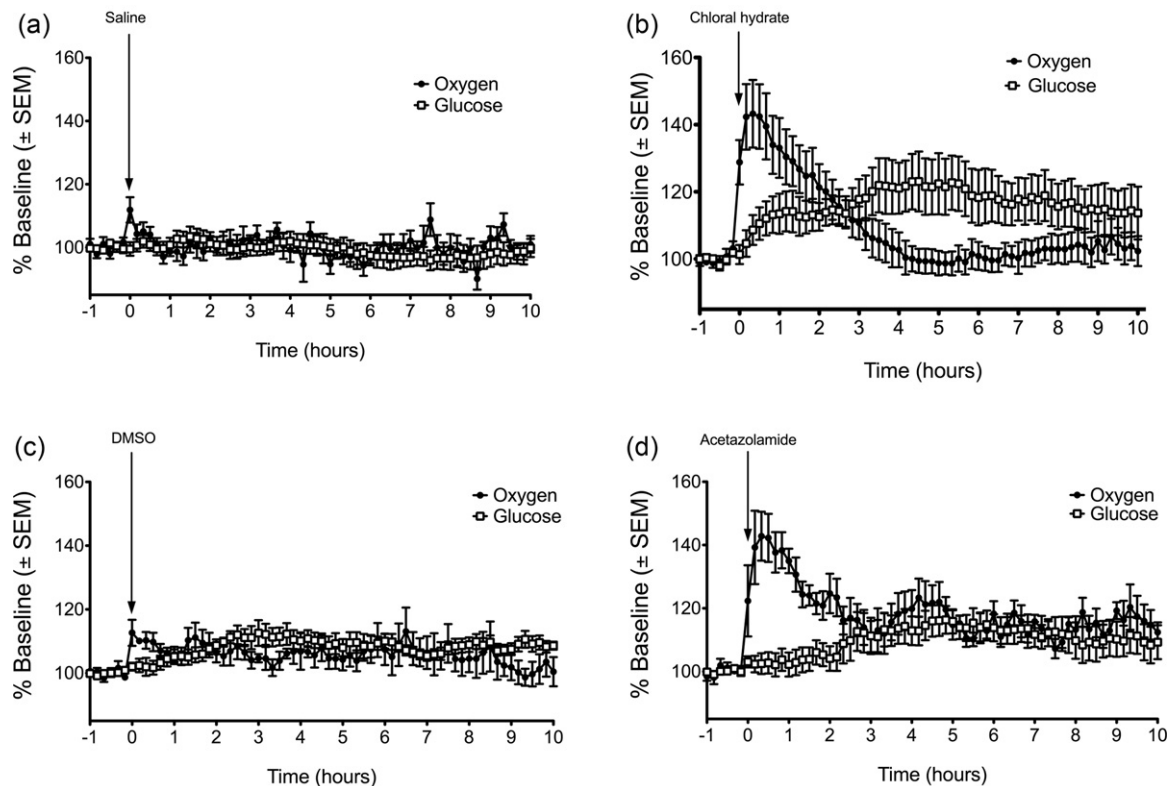 (a)
Saline
% Baseline (± SEM)
160
140
120
100
Oxygen
Glucose
-1 0 1 2 3 4 5 6 7 8 9 10
Time (hours)
(b)
Chloral hydrate
% Baseline (± SEM)
160
140
120
100
Oxygen
Glucose
-1 0 1 2 3 4 5 6 7 8 9 10
Time (hours)
(c)
DMSO
% Baseline (± SEM)
160
140
120
100
Oxygen
Glucose
-1 0 1 2 3 4 5 6 7 8 9 10
Time (hours)
(d)
Acetazolamide
% Baseline (± SEM)
160
140
120
100
Oxygen
Glucose
-1 0 1 2 3 4 5 6 7 8 9 10
Time (hours)